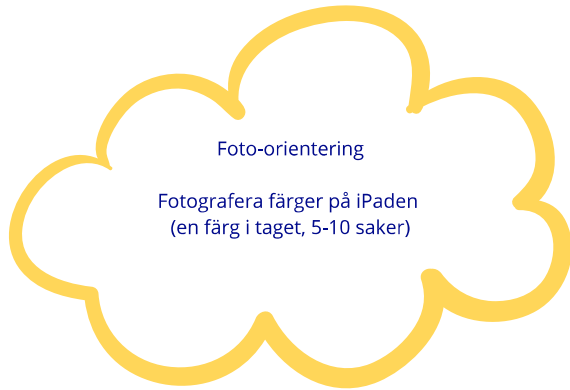 Foto-orientering
Fotografera färger på iPaden
(en färg i taget, 5-10 saker)